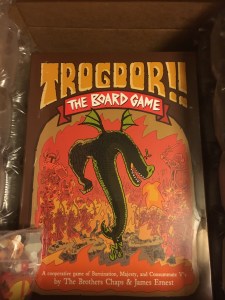 TROGDOR!!
THE BOARD GAME
A cooperative game of Burnination, Majesty, and Consummate V's
by The Brothers Chaps & James Ernest